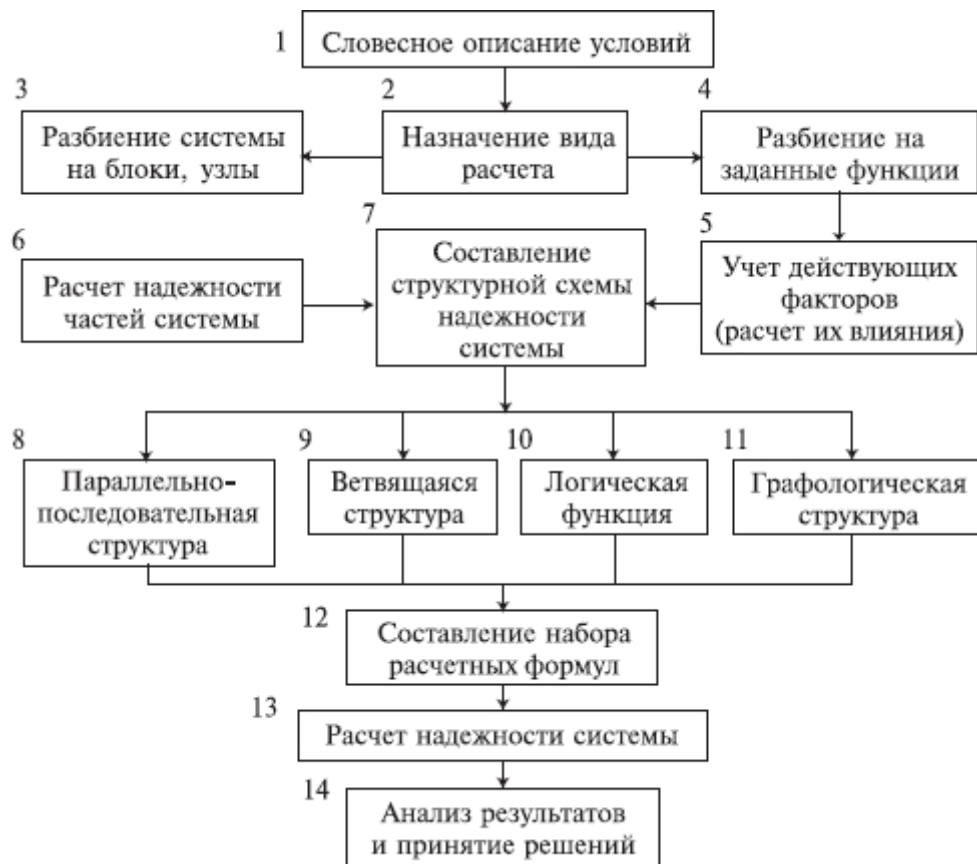 1
Словесное описание условий
3
Разбиение системы
на блоки, узлы
2
Назначение вида
расчета
4
Разбиение на
заданные функции
6
Расчет надежности
частей системы
7
Составление
структурной схемы
надежности
системы
5
Учет действующих
факторов
(расчет их влияния)
8
Параллельно-
последовательная
структура
9
Ветвящаяся
структура
10
Логическая
функция
11
Графологическая
структура
12
Составление набора
расчетных формул
13
Расчет надежности системы
14
Анализ результатов
и принятие решений